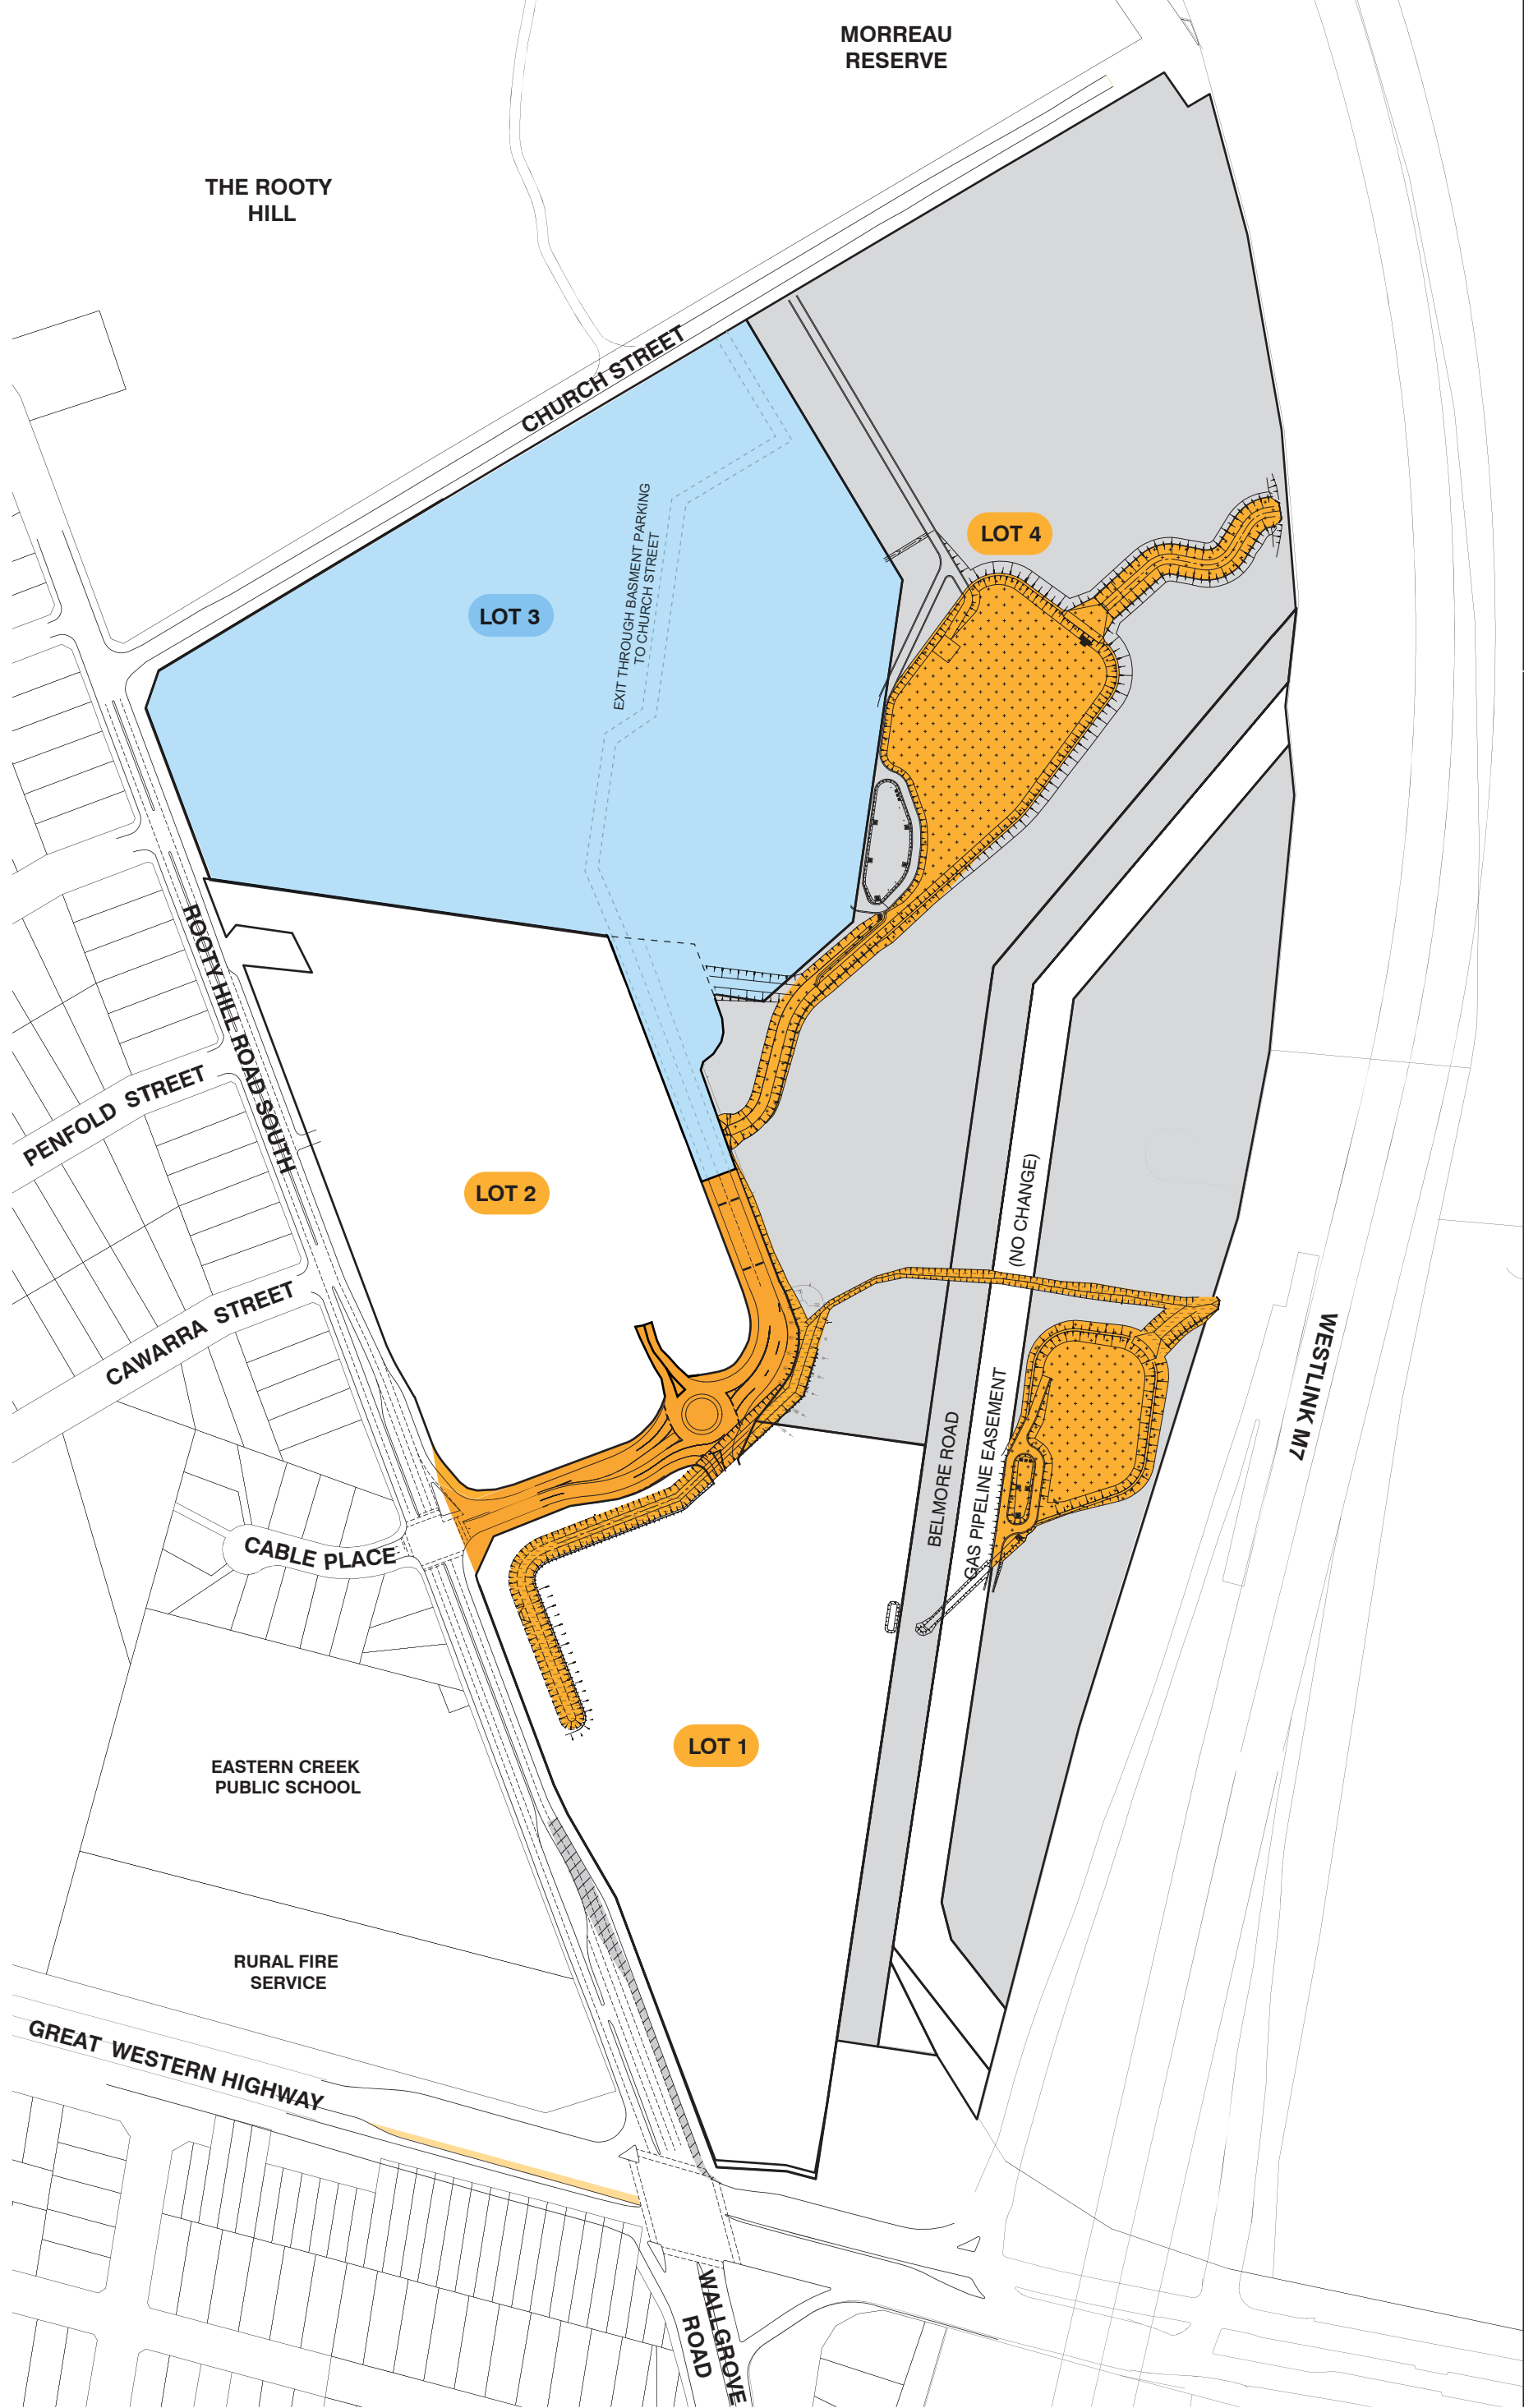 MORREAU
RESERVE
THE ROOTY
HILL
CHURCH STREET
LOT 4
LOT 3
EXIT THROUGH BASMENT PARKING
TO CHURCH STREET
ROOTY HILL ROAD SOUTH
PENFOLD STREET
LOT 2
(NO CHANGE)
CAWARRA STREET
WESTLINK M7
BELMORE ROAD
GAS PIPELINE EASEMENT
CABLE PLACE
LOT 1
EASTERN CREEK
PUBLIC SCHOOL
RURAL FIRE
SERVICE
GREAT WESTERN HIGHWAY
WALLGROVE
ROAD